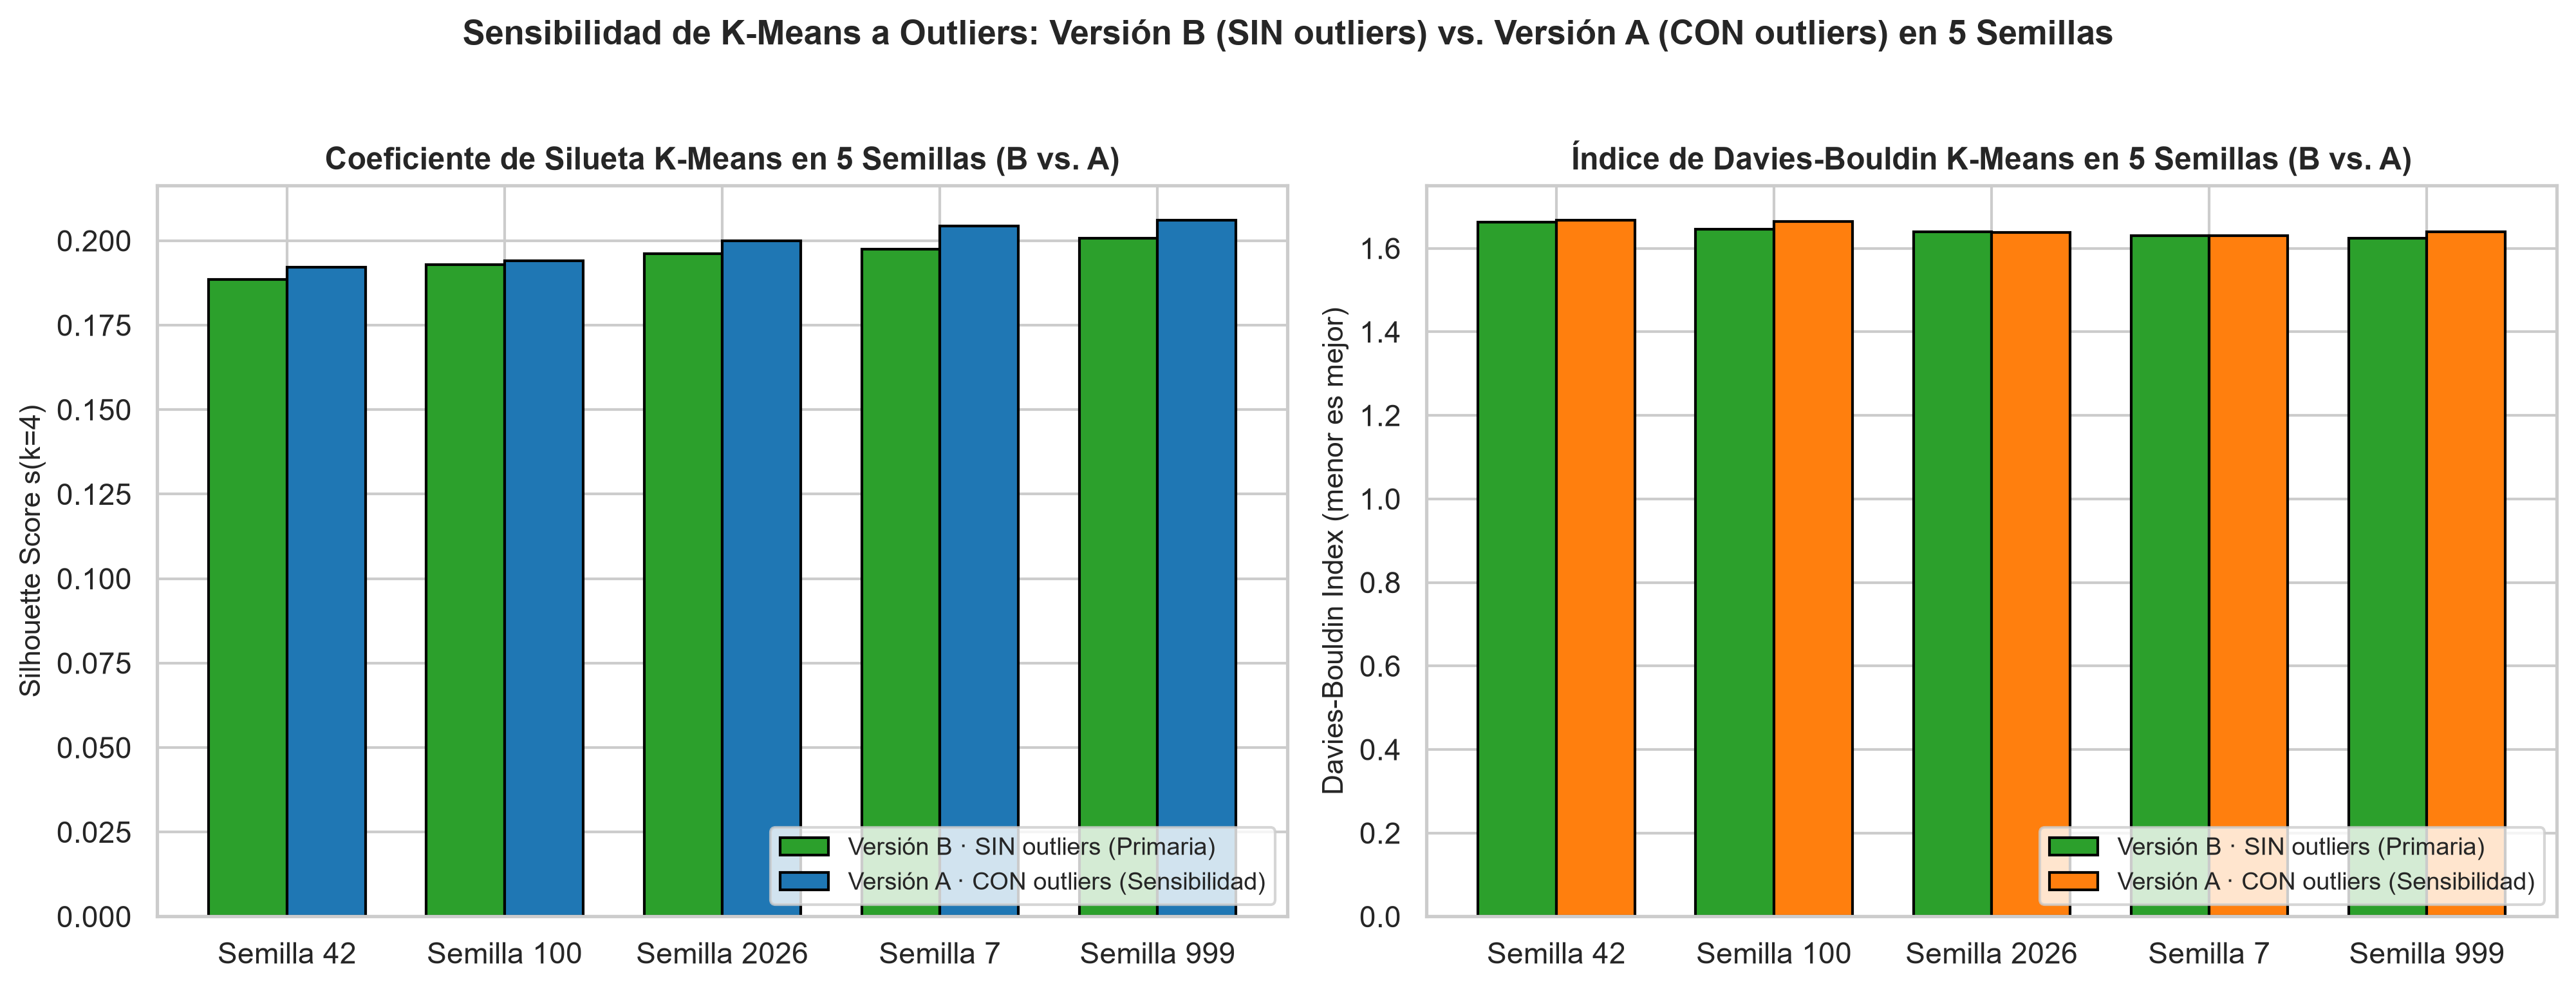 Sensibilidad de K-Means a Outliers: Versión B (SIN outliers) vs. Versión A (CON outliers) en 5 Semillas
Coeficiente de Silueta K-Means en 5 Semillas (B vs. A)
Silhouette Score s(k=4)
0.200
0.175
0.150
0.125
0.100
0.075
0.050
0.025
0.000
Versión B · SIN outliers (Primaria)
Versión A · CON outliers (Sensibilidad)
Semilla 42
Semilla 100
Semilla 2026
Semilla 7
Semilla 999
Índice de Davies-Bouldin K-Means en 5 Semillas (B vs. A)
Davies-Bouldin Index (menor es mejor)
1.6
1.4
1.2
1.0
0.8
0.6
0.4
0.2
0.0
Versión B · SIN outliers (Primaria)
Versión A · CON outliers (Sensibilidad)
Semilla 42
Semilla 100
Semilla 2026
Semilla 7
Semilla 999